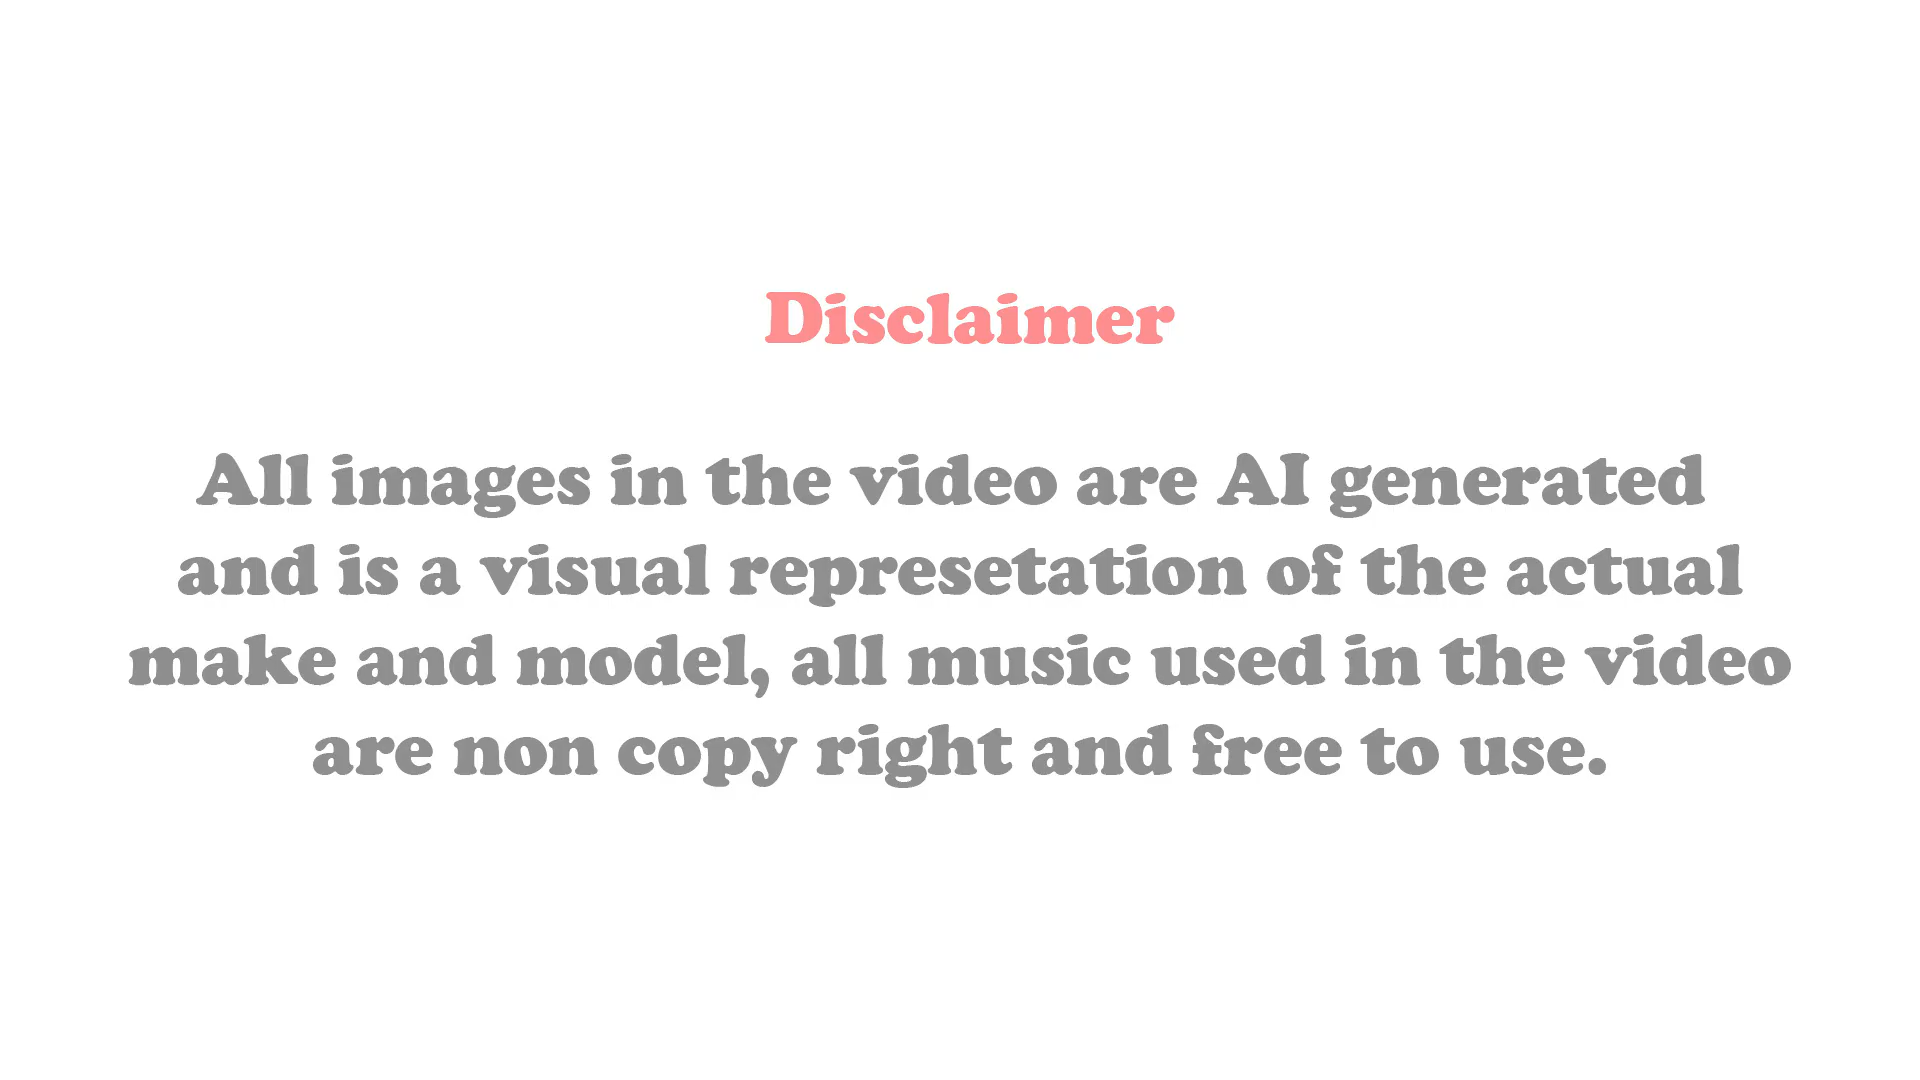 Disclaimer
All images in the video are AI generated
and is a visual represetation of the actual
make and model, all music used in the video
are non copy right and free to use.